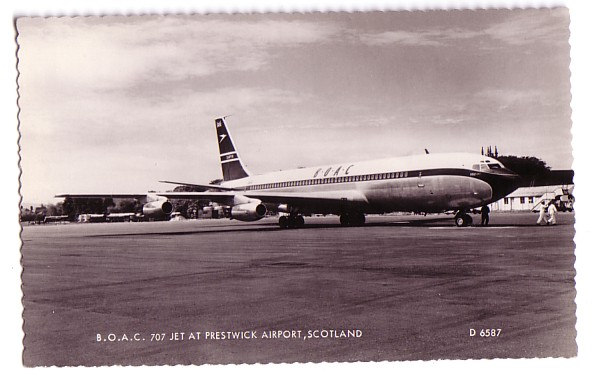 B.O.A.C
B.O.A.C. 707 JET AT PRESTWICK AIRPORT, SCOTLAND
D 6587